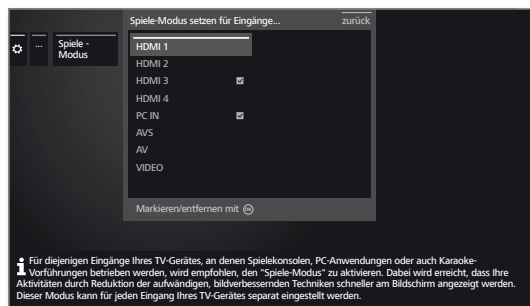 Spiele-Modus setzen für Eingänge...
zurück
...
Spiele -
Modus
HDMI 1
HDMI 2
HDMI 3
HDMI 4
PC IN
AVS
AV
VIDEO
Markieren/entfernen mit OK
Für diejenigen Eingänge Ihres TV-Gerätes, an denen Spielekonsolen, PC-Anwendungen oder auch Karaoke-
Vorführungen betrieben werden, wird empfohlen, den "Spiele-Modus" zu aktivieren. Dabei wird erreicht, dass Ihre
Aktivitäten durch Reduktion der aufwändigen, bildverbessernden Techniken schneller am Bildschirm angezeigt werden.
Dieser Modus kann für jeden Eingang Ihres TV-Gerätes separat eingestellt werden.